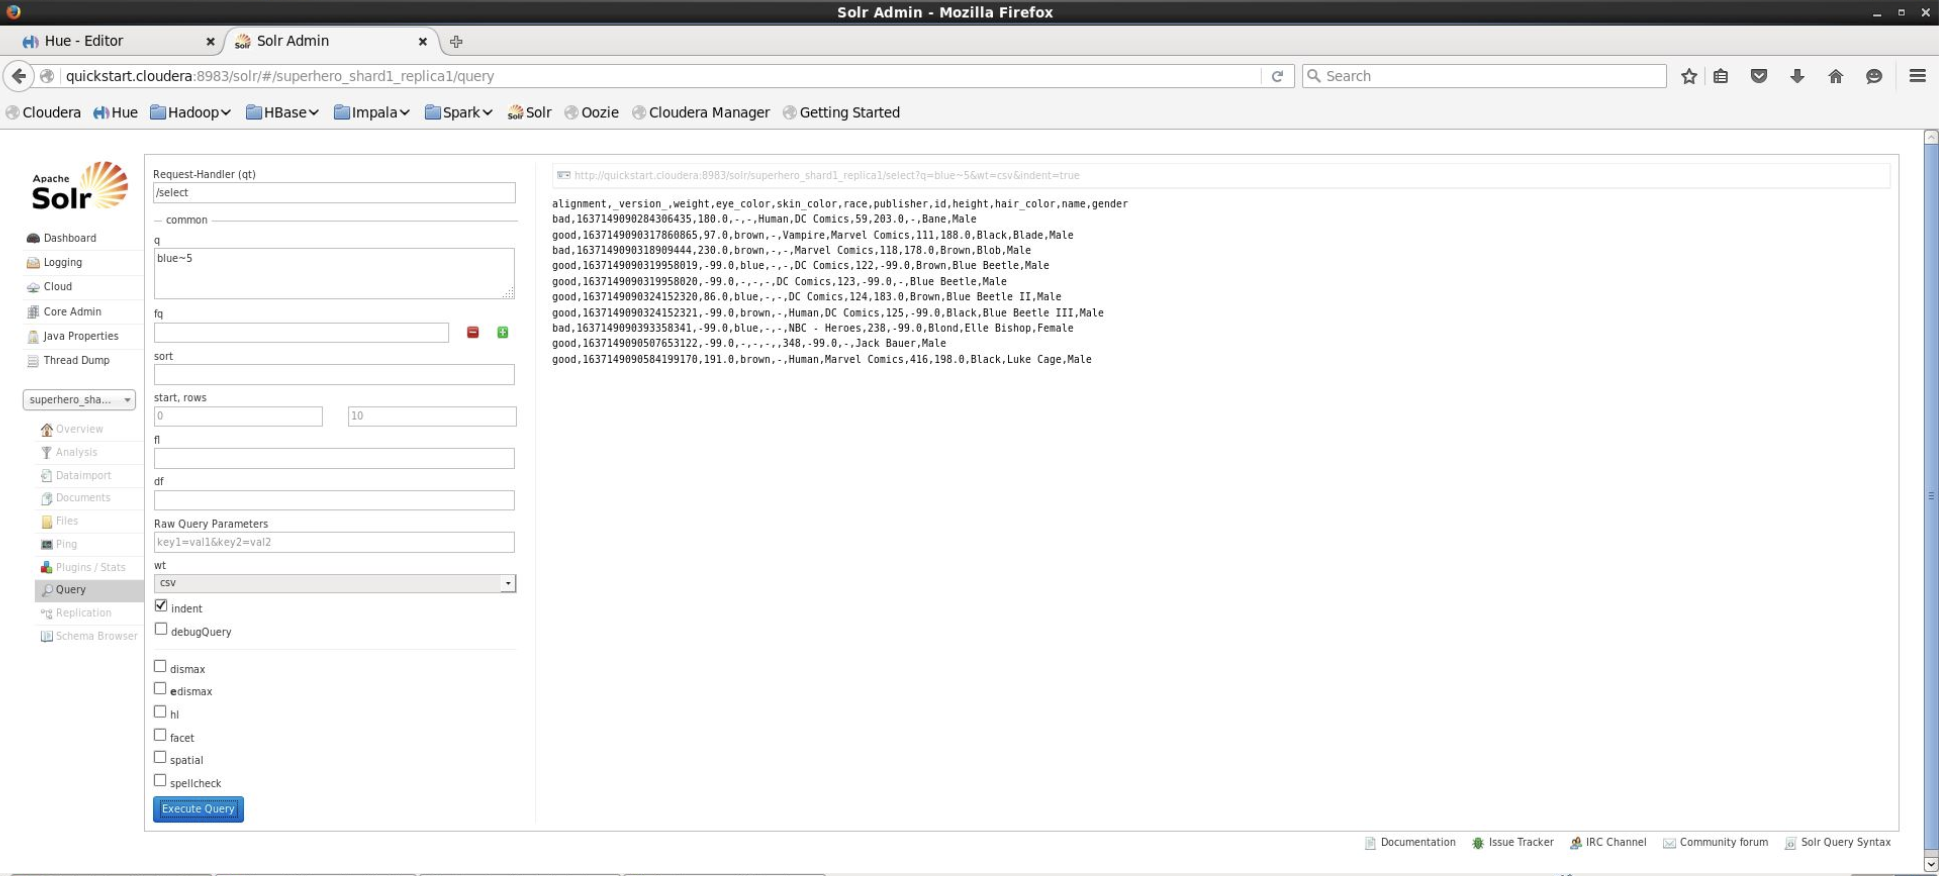 Solr Admin - Mozilla Firefox
Hue - Editor
Solr Admin
quickstart.cloudera:8983/solr/#/superhero_shard1_replica1/query
Search
Cloudera Hue Hadoop HBase Impala Spark Solr Oozie Cloudera Manager Getting Started
Apache
Solr
Dashboard
Logging
Cloud
Core Admin
Java Properties
Thread Dump
superhero_sha...
Overview
Analysis
Dataimport
Documents
Files
Ping
Plugins / Stats
Query
Replication
Schema Browser
Request-Handler (qt)
/select
common
q
blue~5
fq
sort
start, rows
0
10
fl
df
Raw Query Parameters
key1=val1&key2=val2
wt
csv
indent
debugQuery
dismax
edismax
hl
facet
spatial
spellcheck
Execute Query
http://quickstart.cloudera:8983/solr/superhero_shard1_replica1/select?q=blue~5&wt=csv&indent=true
alignment,_version_,weight,eye_color,skin_color,race,publisher,id,height,hair_color,name,gender
bad,1637149090284306435,180.0,-,-,Human,DC Comics,59,203.0,-,Bane,Male
good,1637149090317860865,97.0,brown,-,Vampire,Marvel Comics,111,188.0,Black,Blade,Male
bad,1637149090318909444,230.0,brown,-,-,Marvel Comics,118,178.0,Brown,Blob,Male
good,1637149090319958019,-99.0,blue,-,-,DC Comics,122,-99.0,Brown,Blue Beetle,Male
good,1637149090319958020,-99.0,-,-,-,DC Comics,123,-99.0,-,Blue Beetle,Male
good,1637149090324152320,86.0,blue,-,-,DC Comics,124,183.0,Brown,Blue Beetle II,Male
good,1637149090324152321,-99.0,brown,-,Human,DC Comics,125,-99.0,Black,Blue Beetle III,Male
bad,1637149090393358341,-99.0,blue,-,-,NBC - Heroes,238,-99.0,Blond,Elle Bishop,Female
good,1637149090507653122,-99.0,-,-,-,,348,-99.0,-,Jack Bauer,Male
good,1637149090584199170,191.0,brown,-,Human,Marvel Comics,416,198.0,Black,Luke Cage,Male
Documentation Issue Tracker IRC Channel Community forum Solr Query Syntax